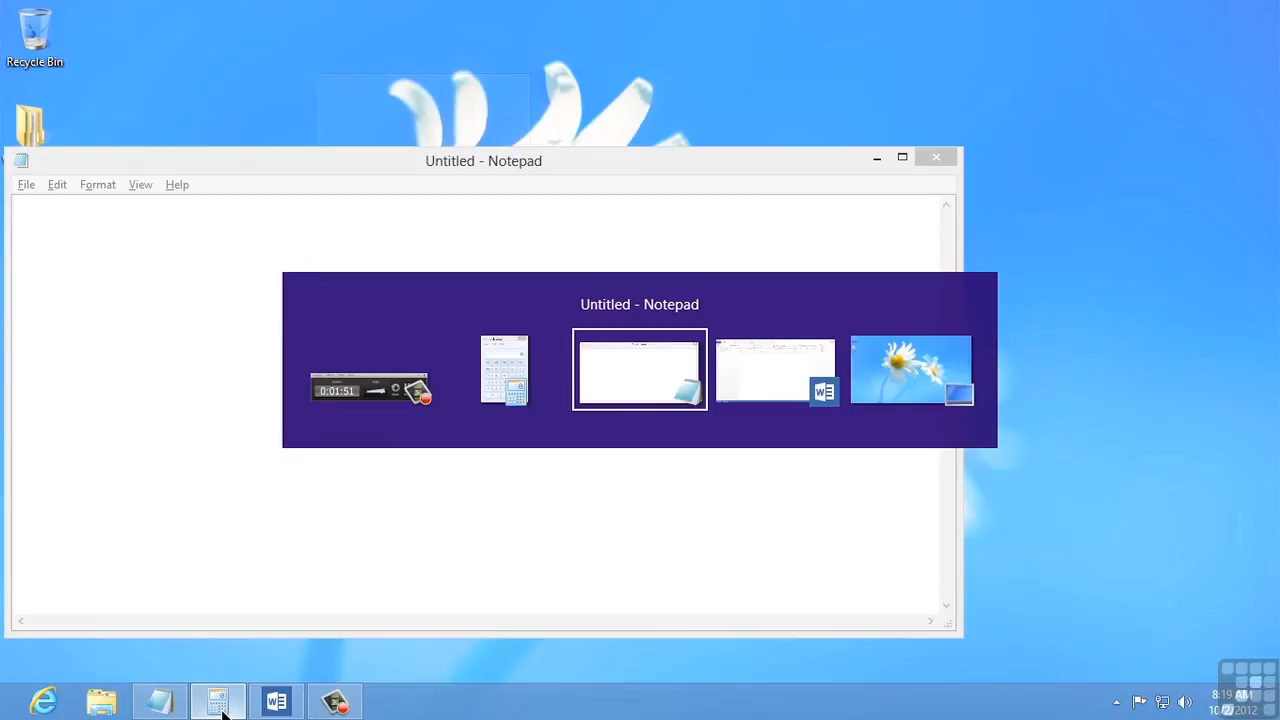 Recycle Bin
Untitled - Notepad
File Edit Format View Help
Untitled - Notepad
0:01:51
8:19 AM
10/2/2012